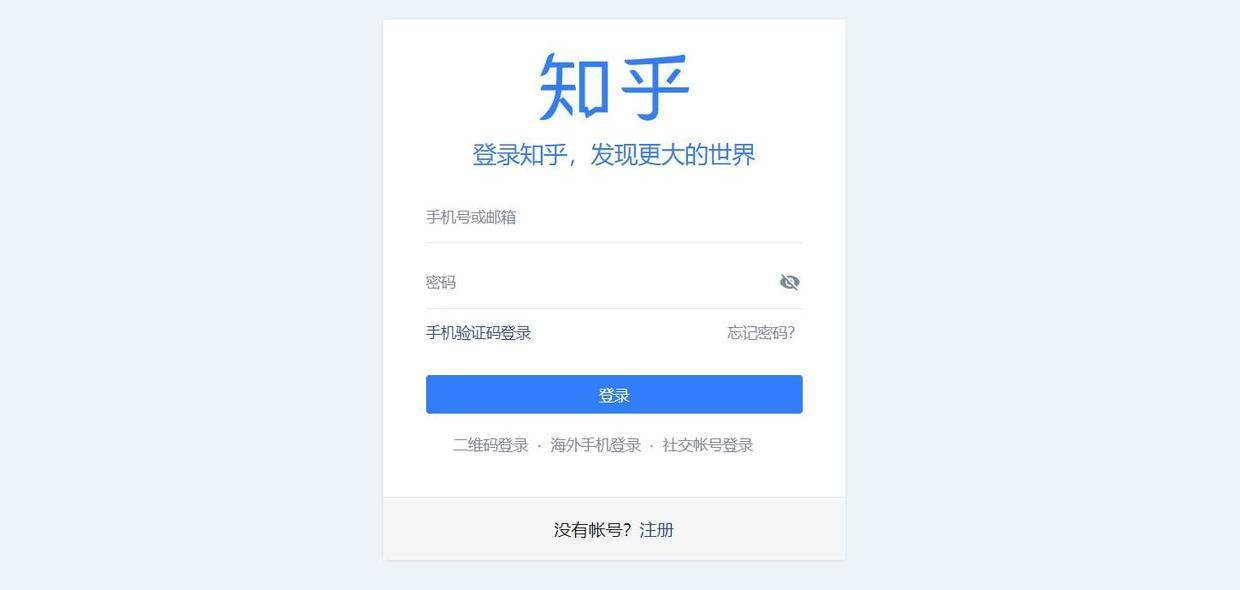 知乎
登录知乎，发现更大的世界
手机号或邮箱
密码
手机验证码登录 忘记密码？
登录
二维码登录 · 海外手机登录 · 社交帐号登录
没有帐号？注册